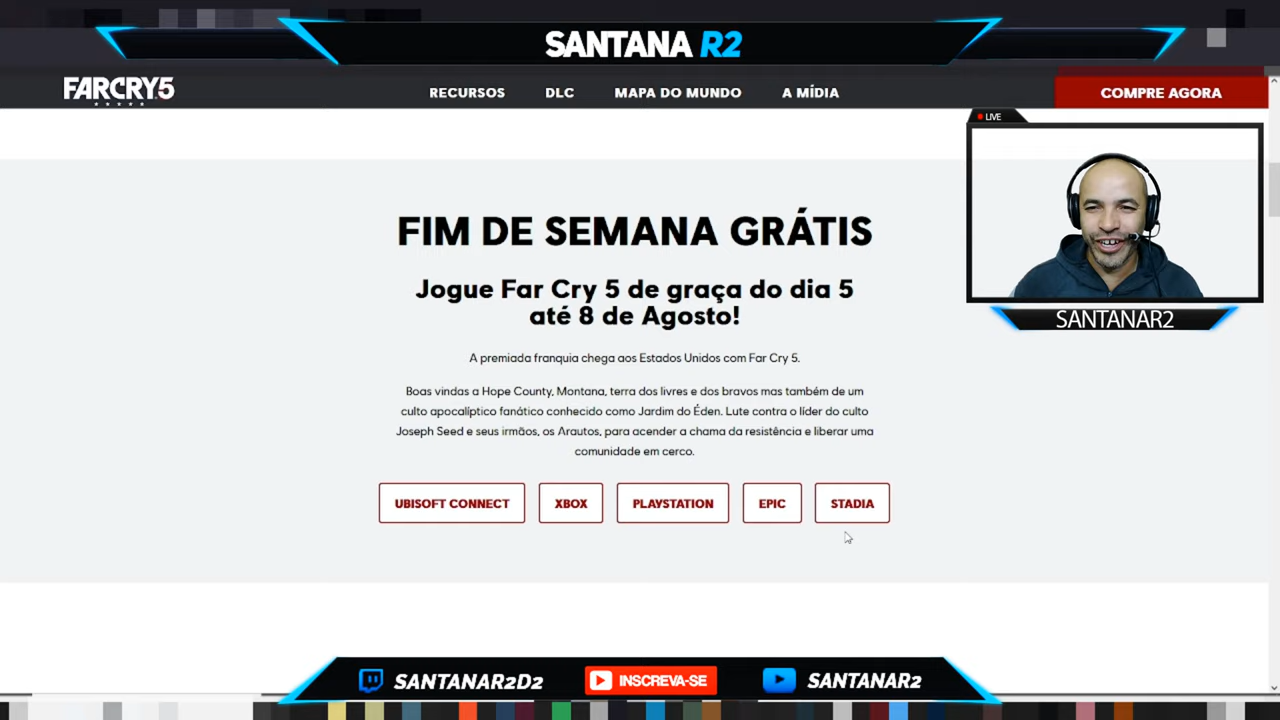 SANTANA R2
FARCRY5
RECURSOS
DLC
MAPA DO MUNDO
A MÍDIA
COMPRE AGORA
LIVE
FIM DE SEMANA GRÁTIS
Jogue Far Cry 5 de graça do dia 5
até 8 de Agosto!
SANTANAR2
A premiada franquia chega aos Estados Unidos com Far Cry 5.
Boas vindas a Hope County, Montana, terra dos livres e dos bravos mas também de um
culto apocalíptico fanático conhecido como Jardim do Éden. Lute contra o líder do culto
Joseph Seed e seus irmãos, os Arautos, para acender a chama da resistência e liberar uma
comunidade em cerco.
UBISOFT CONNECT
XBOX
PLAYSTATION
EPIC
STADIA
SANTANAR2D2
INSCREVA-SE
SANTANAR2